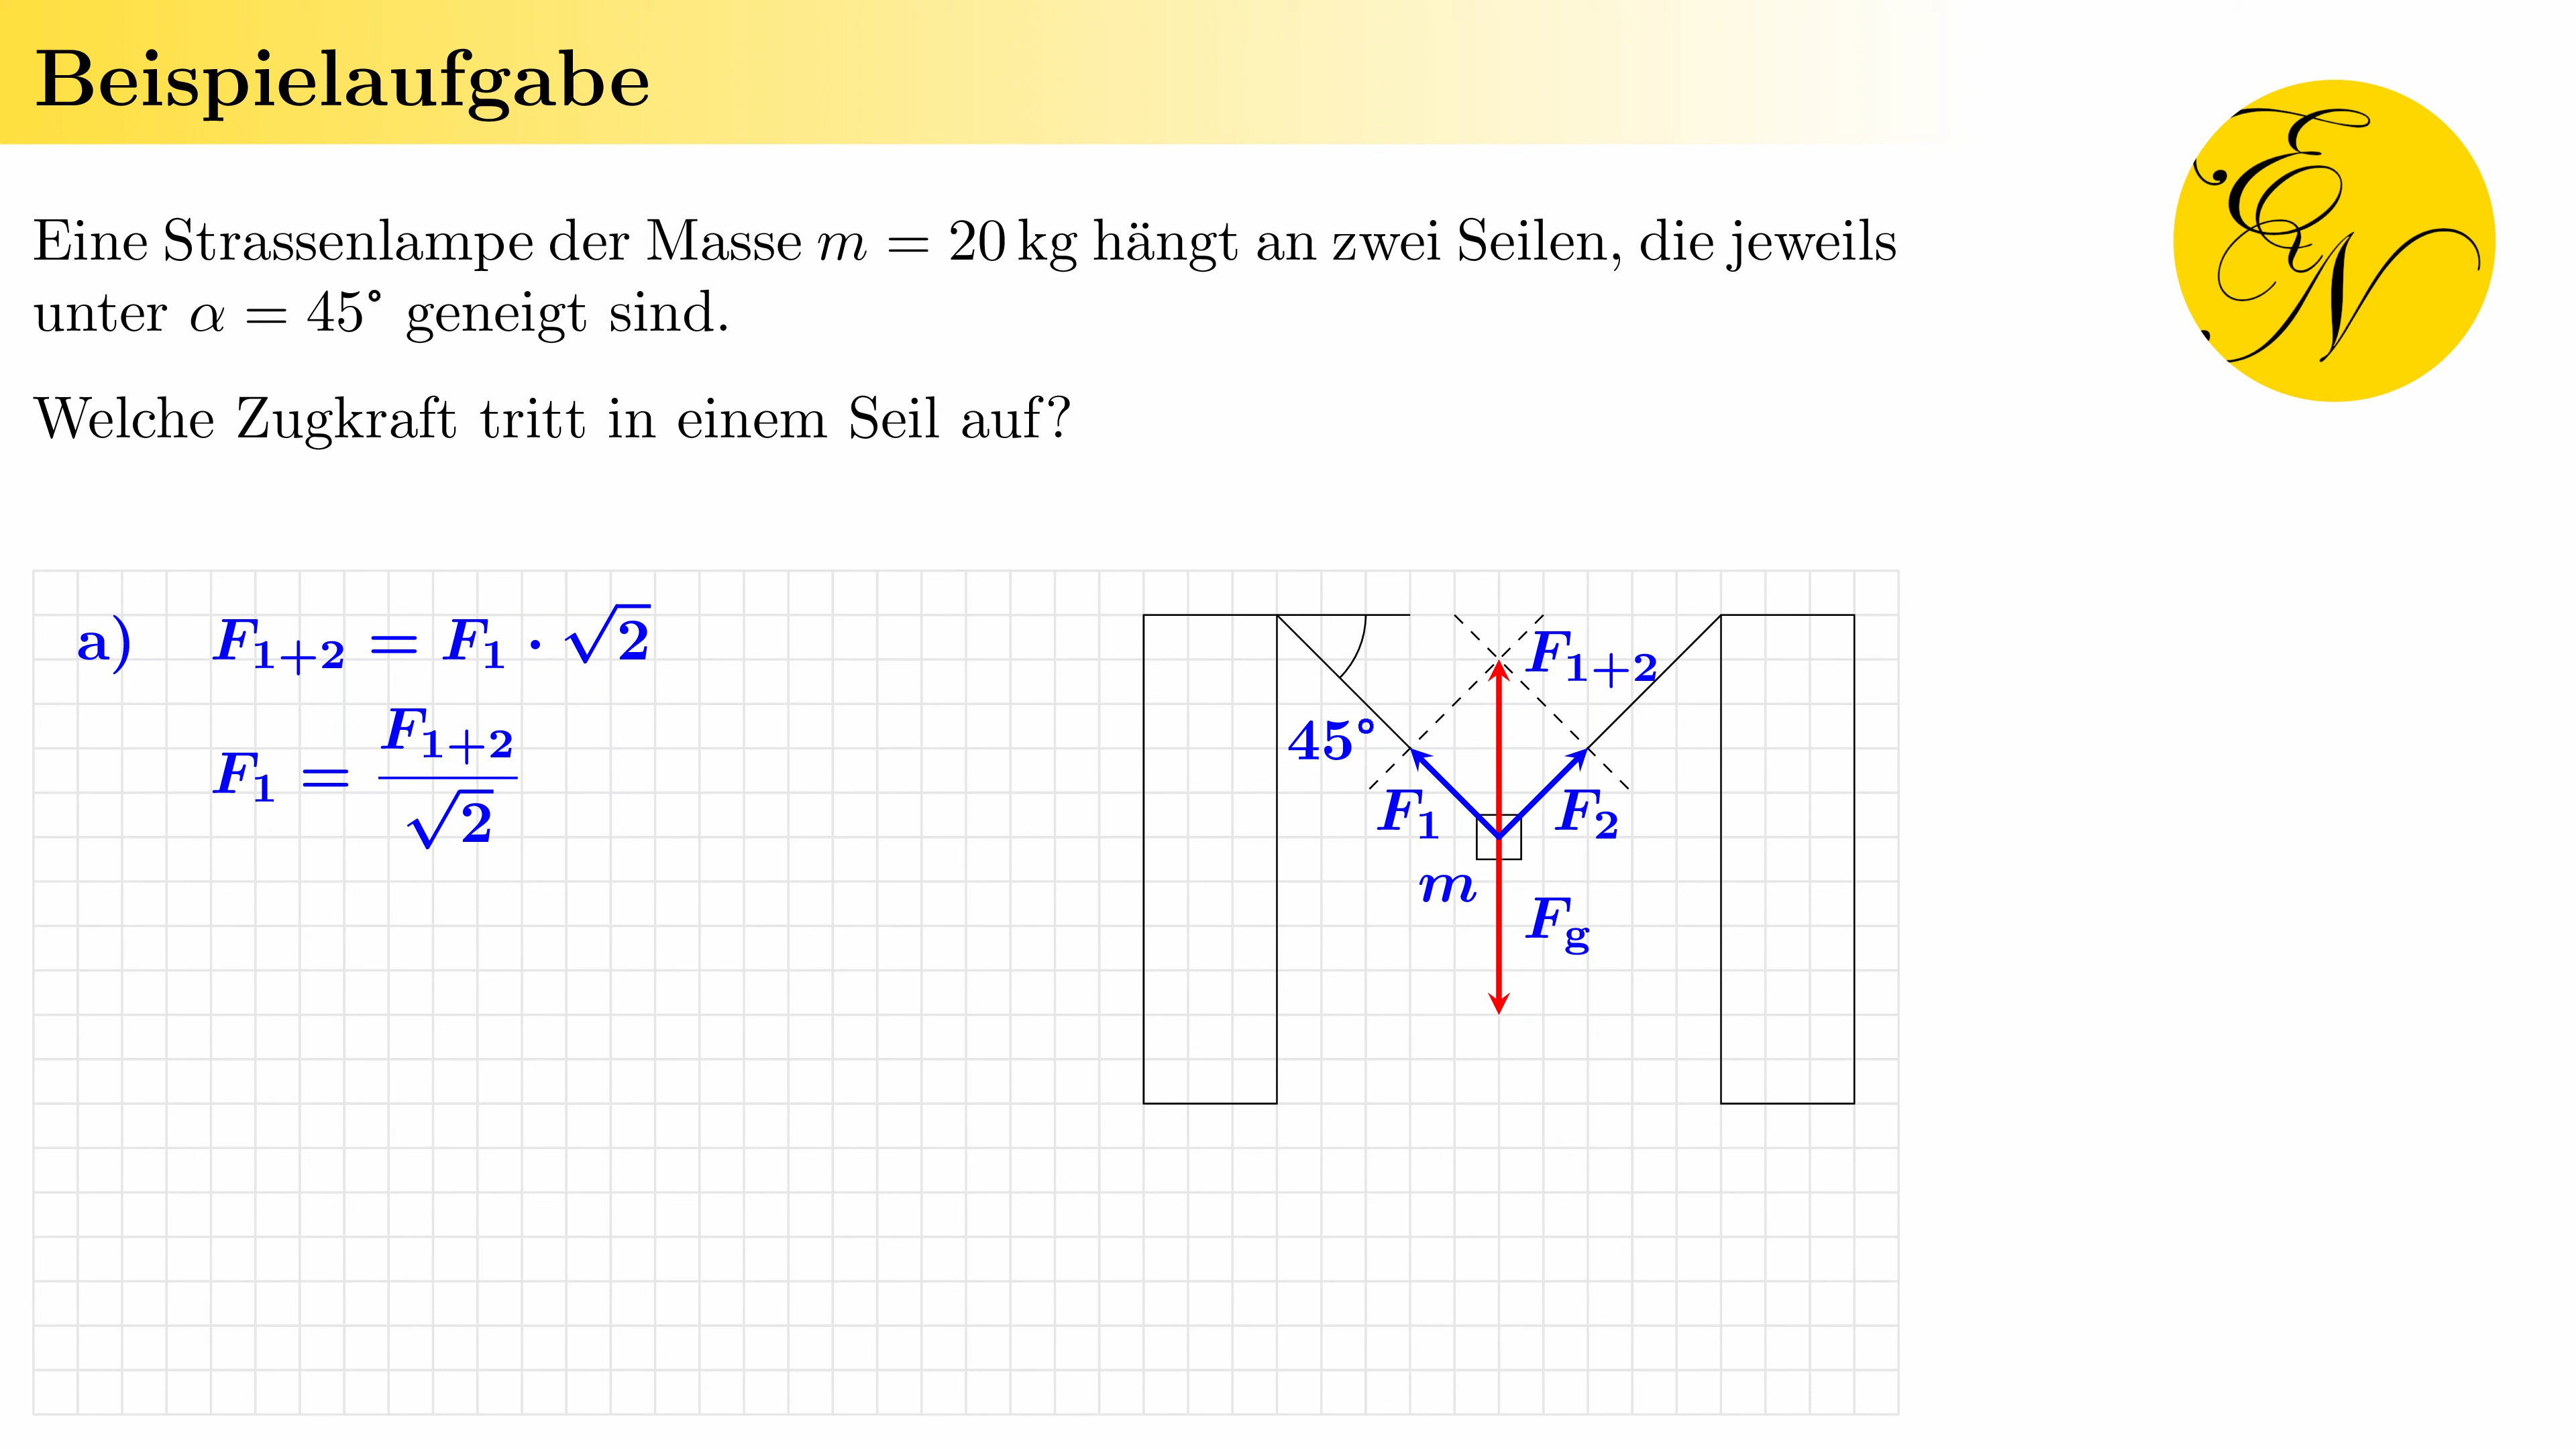 Beispielaufgabe
Eine Strassenlampe der Masse m = 20 kg hängt an zwei Seilen, die jeweils
unter α = 45° geneigt sind.
Welche Zugkraft tritt in einem Seil auf?
a) F₁₊₂ = F₁ · √2
F₁ = F₁₊₂ / √2
F₁₊₂
45°
F₁
F₂
m
F_g
E
N